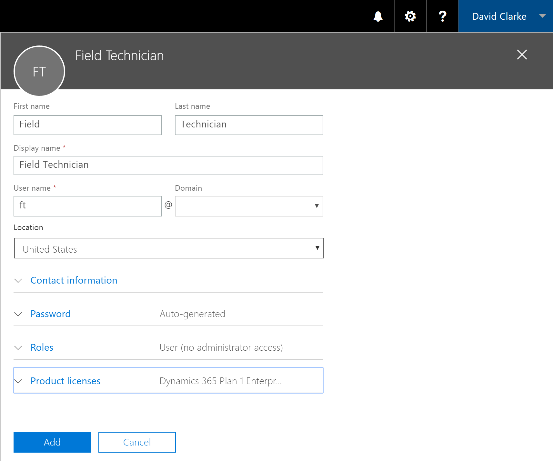 ? David Clarke
Field Technician
FT
First name Last name
Field Technician
Display name *
Field Technician
User name * Domain
ft @
Location
United States
Contact information
Password Auto-generated
Roles User (no administrator access)
Product licenses Dynamics 365 Plan 1 Enterpr...
Add Cancel